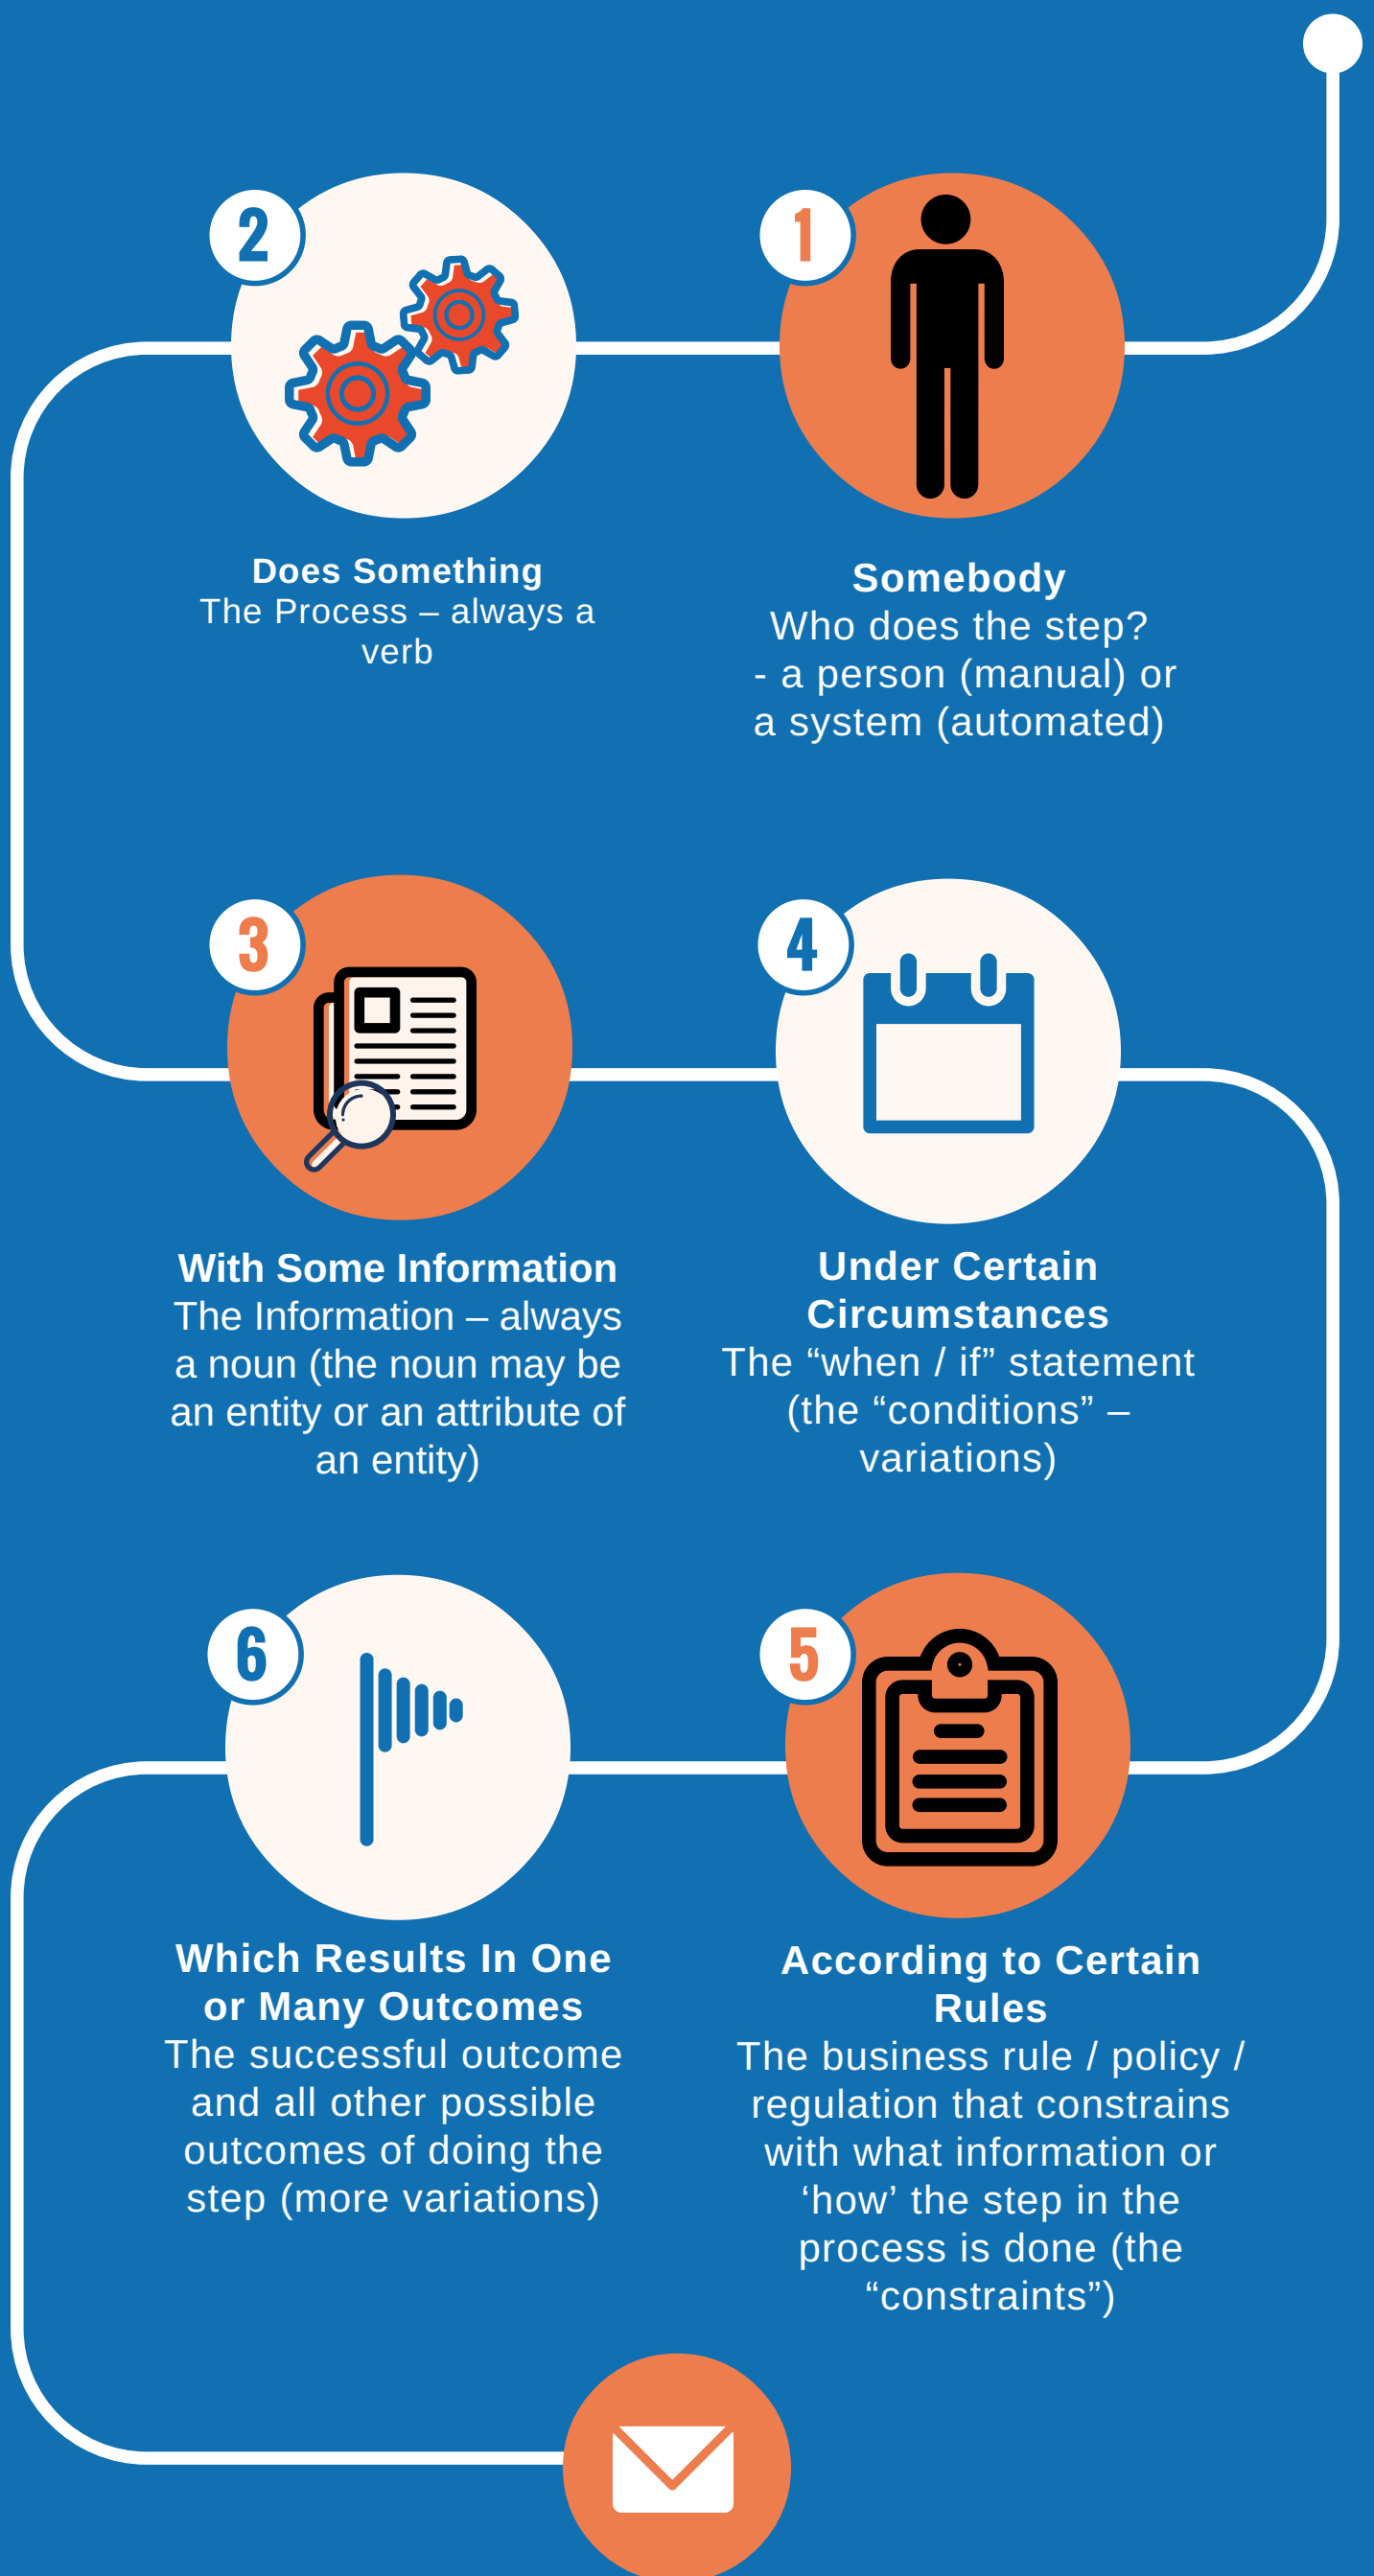 1
Somebody
Who does the step?
- a person (manual) or
a system (automated)
2
Does Something
The Process – always a
verb
3
With Some Information
The Information – always
a noun (the noun may be
an entity or an attribute of
an entity)
4
Under Certain
Circumstances
The “when / if” statement
(the “conditions” –
variations)
5
According to Certain
Rules
The business rule / policy /
regulation that constrains
with what information or
‘how’ the step in the
process is done (the
“constraints”)
6
Which Results In One
or Many Outcomes
The successful outcome
and all other possible
outcomes of doing the
step (more variations)